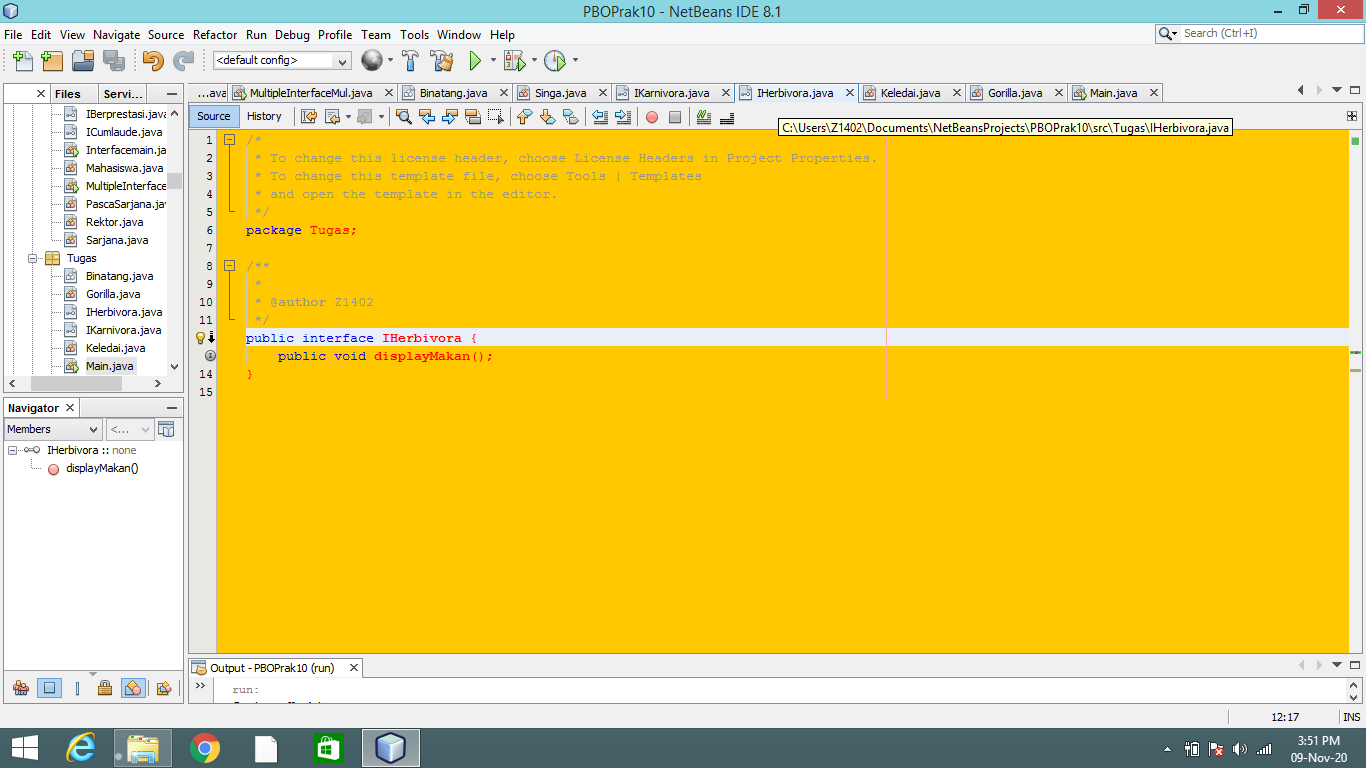 PBOPrak10 - NetBeans IDE 8.1
File Edit View Navigate Source Refactor Run Debug Profile Team Tools Window Help
Search (Ctrl+I)
<default config>
Files Servi...
...ava MultipleInterfaceMul.java Binatang.java Singa.java IKarnivora.java IHerbivora.java Keledai.java Gorilla.java Main.java
Source History
C:\Users\Z1402\Documents\NetBeansProjects\PBOPrak10\src\Tugas\IHerbivora.java
IBerprestasi.java
ICumlaude.java
Interfacemain.ja
Mahasiswa.java
MultipleInterface
PascaSarjana.jav
Rektor.java
Sarjana.java
Tugas
Binatang.java
Gorilla.java
IHerbivora.java
IKarnivora.java
Keledai.java
Main.java
1 /*
2 * To change this license header, choose License Headers in Project Properties.
3 * To change this template file, choose Tools | Templates
4 * and open the template in the editor.
5 */
6 package Tugas;
7
8 /**
9 *
10 * @author Z1402
11 */
public interface IHerbivora {
public void displayMakan();
14 }
15
Navigator
Members <...
IHerbivora :: none
displayMakan()
Output - PBOPrak10 (run)
run:
12:17 INS
3:51 PM
09-Nov-20